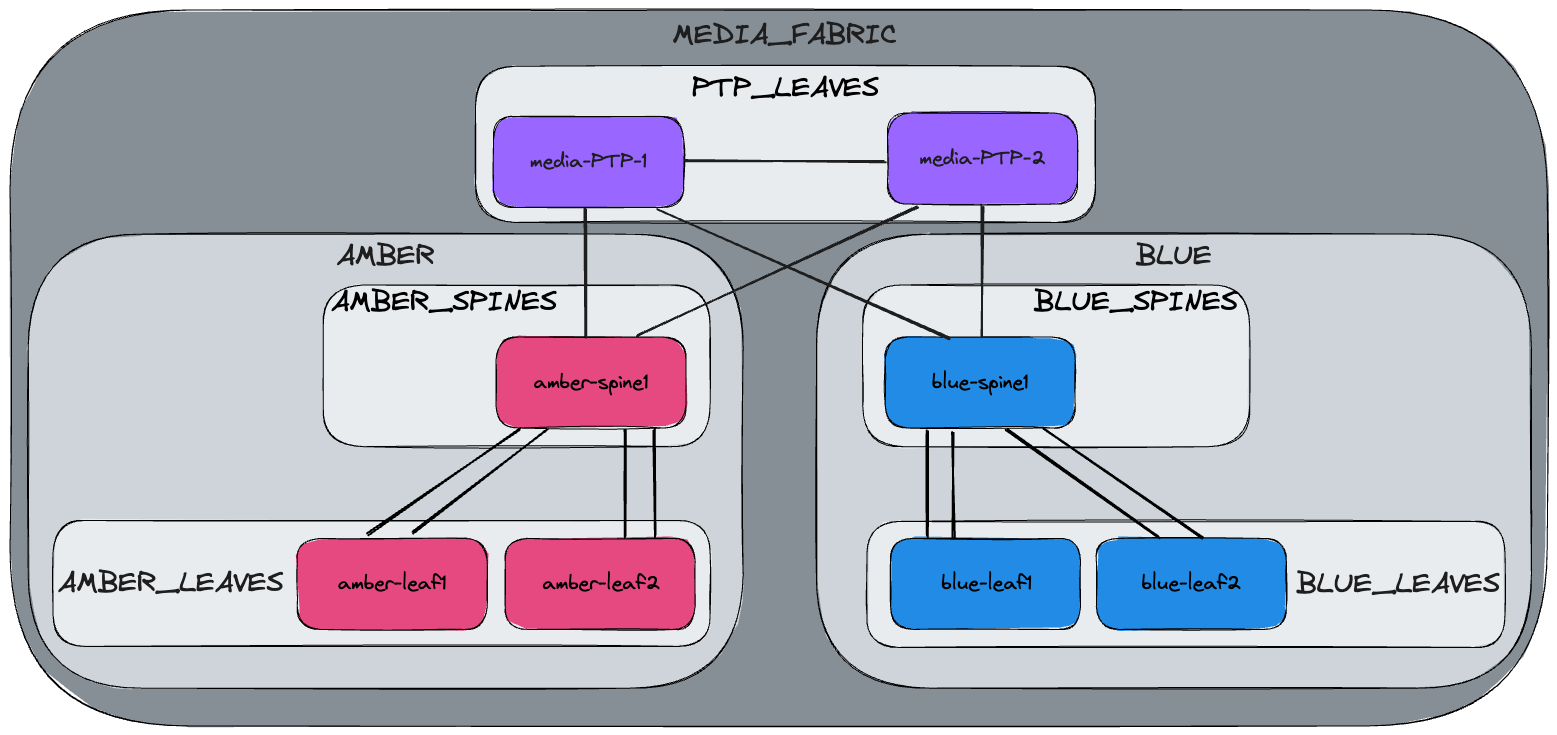 MEDIA_FABRIC
PTP_LEAVES
media-PTP-1
media-PTP-2
AMBER
BLUE
AMBER_SPINES
BLUE_SPINES
amber-spine1
blue-spine1
AMBER_LEAVES
amber-leaf1
amber-leaf2
blue-leaf1
blue-leaf2
BLUE_LEAVES